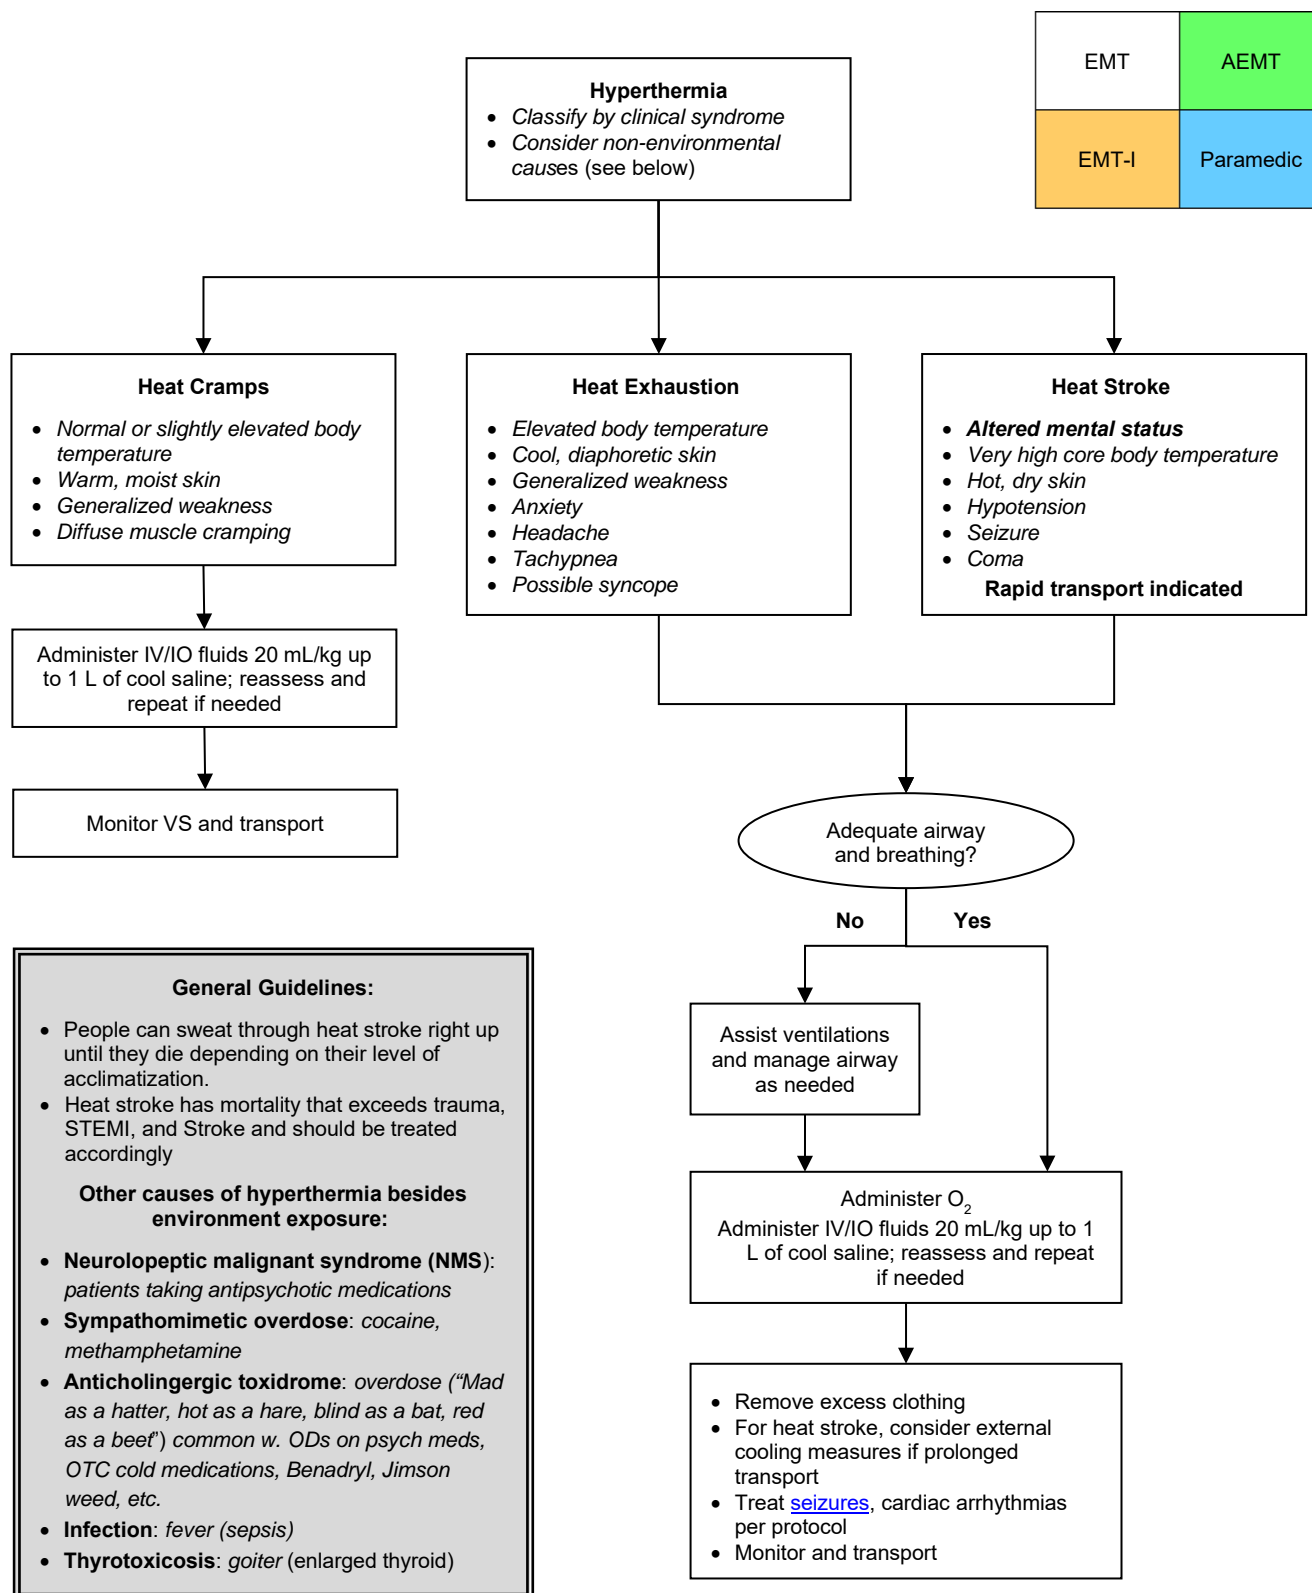 EMT
AEMT
EMT-I
Paramedic
Hyperthermia
• Classify by clinical syndrome
• Consider non-environmental
causes (see below)
Heat Cramps
• Normal or slightly elevated body
temperature
• Warm, moist skin
• Generalized weakness
• Diffuse muscle cramping
Heat Exhaustion
• Elevated body temperature
• Cool, diaphoretic skin
• Generalized weakness
• Anxiety
• Headache
• Tachypnea
• Possible syncope
Heat Stroke
• Altered mental status
• Very high core body temperature
• Hot, dry skin
• Hypotension
• Seizure
• Coma
Rapid transport indicated
Administer IV/IO fluids 20 mL/kg up
to 1 L of cool saline; reassess and
repeat if needed
Monitor VS and transport
Adequate airway
and breathing?
No
Yes
Assist ventilations
and manage airway
as needed
Administer O2
Administer IV/IO fluids 20 mL/kg up to 1
L of cool saline; reassess and repeat
if needed
• Remove excess clothing
• For heat stroke, consider external
cooling measures if prolonged
transport
• Treat seizures, cardiac arrhythmias
per protocol
• Monitor and transport
General Guidelines:
• People can sweat through heat stroke right up
until they die depending on their level of
acclimatization.
• Heat stroke has mortality that exceeds trauma,
STEMI, and Stroke and should be treated
accordingly
Other causes of hyperthermia besides
environment exposure:
• Neurolopeptic malignant syndrome (NMS):
patients taking antipsychotic medications
• Sympathomimetic overdose: cocaine,
methamphetamine
• Anticholingergic toxidrome: overdose (“Mad
as a hatter, hot as a hare, blind as a bat, red
as a beet”) common w. ODs on psych meds,
OTC cold medications, Benadryl, Jimson
weed, etc.
• Infection: fever (sepsis)
• Thyrotoxicosis: goiter (enlarged thyroid)